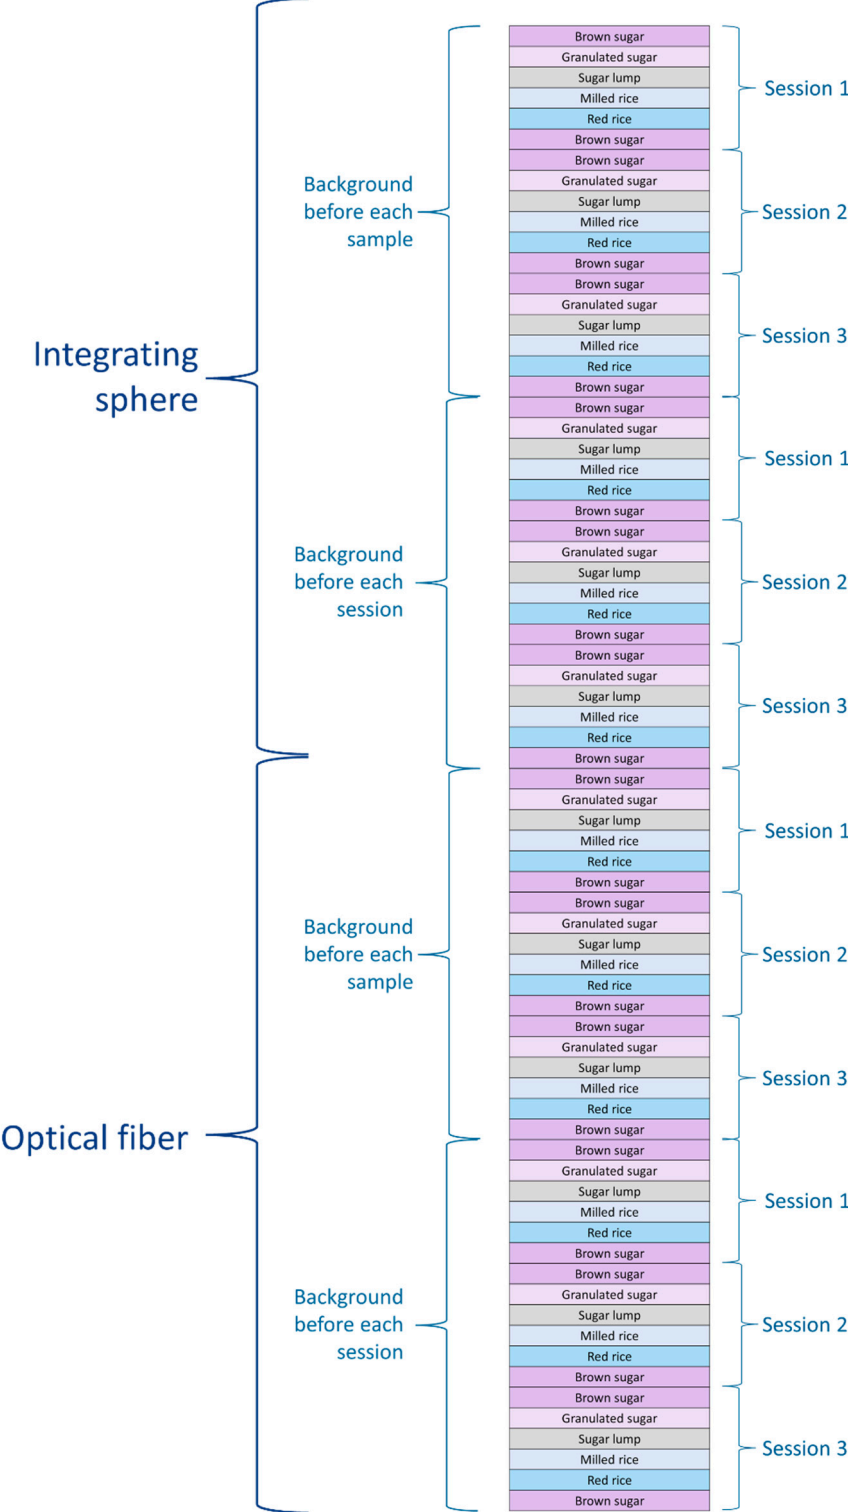 Integrating
sphere
Background
before each
sample
Brown sugar
Granulated sugar
Sugar lump
Milled rice
Red rice
Brown sugar
Session 1
Brown sugar
Granulated sugar
Sugar lump
Milled rice
Red rice
Brown sugar
Session 2
Brown sugar
Granulated sugar
Sugar lump
Milled rice
Red rice
Brown sugar
Session 3
Background
before each
session
Brown sugar
Granulated sugar
Sugar lump
Milled rice
Red rice
Brown sugar
Session 1
Brown sugar
Granulated sugar
Sugar lump
Milled rice
Red rice
Brown sugar
Session 2
Brown sugar
Granulated sugar
Sugar lump
Milled rice
Red rice
Brown sugar
Session 3
Optical fiber
Background
before each
sample
Brown sugar
Granulated sugar
Sugar lump
Milled rice
Red rice
Brown sugar
Session 1
Brown sugar
Granulated sugar
Sugar lump
Milled rice
Red rice
Brown sugar
Session 2
Brown sugar
Granulated sugar
Sugar lump
Milled rice
Red rice
Brown sugar
Session 3
Background
before each
session
Brown sugar
Granulated sugar
Sugar lump
Milled rice
Red rice
Brown sugar
Session 1
Brown sugar
Granulated sugar
Sugar lump
Milled rice
Red rice
Brown sugar
Session 2
Brown sugar
Granulated sugar
Sugar lump
Milled rice
Red rice
Brown sugar
Session 3